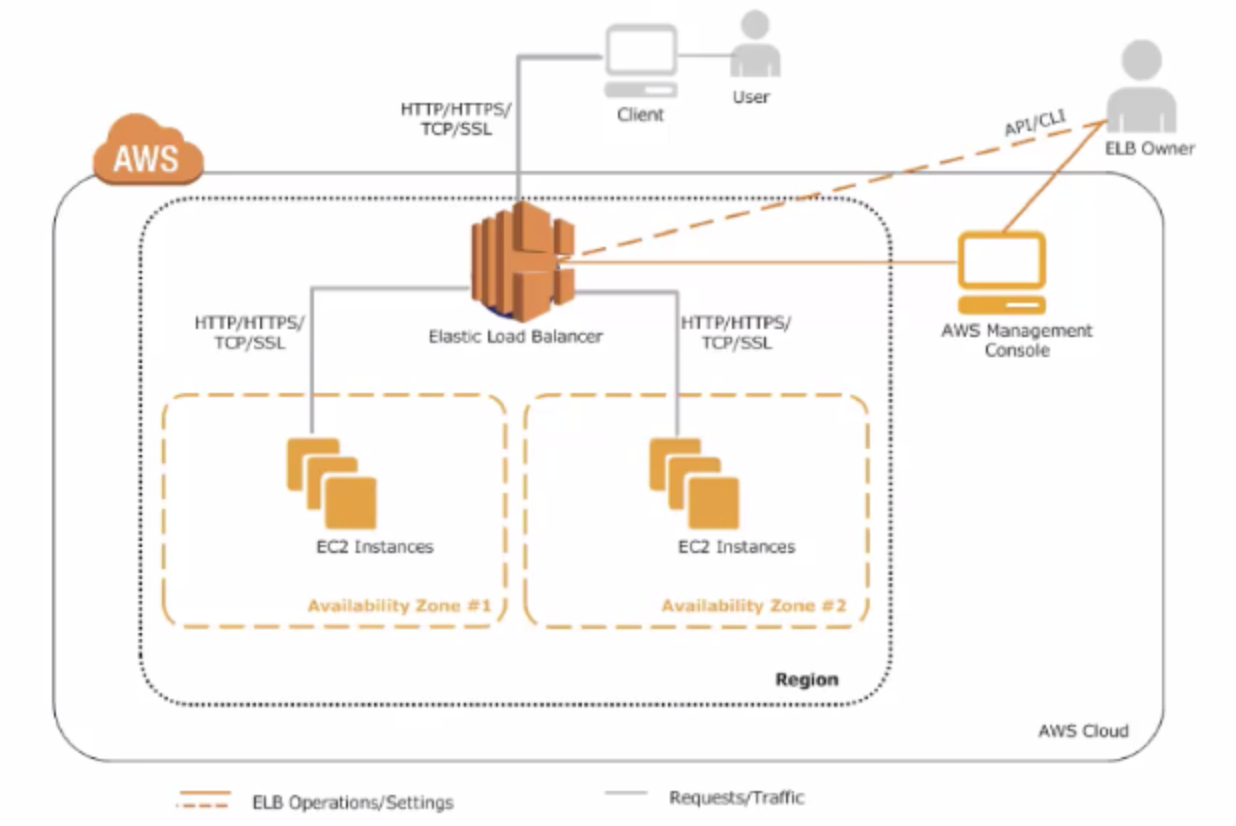 User
Client
HTTP/HTTPS/
TCP/SSL
API/CLI
ELB Owner
AWS
HTTP/HTTPS/
TCP/SSL
Elastic Load Balancer
HTTP/HTTPS/
TCP/SSL
AWS Management
Console
EC2 Instances
EC2 Instances
Availability Zone #1
Availability Zone #2
Region
AWS Cloud
ELB Operations/Settings
Requests/Traffic